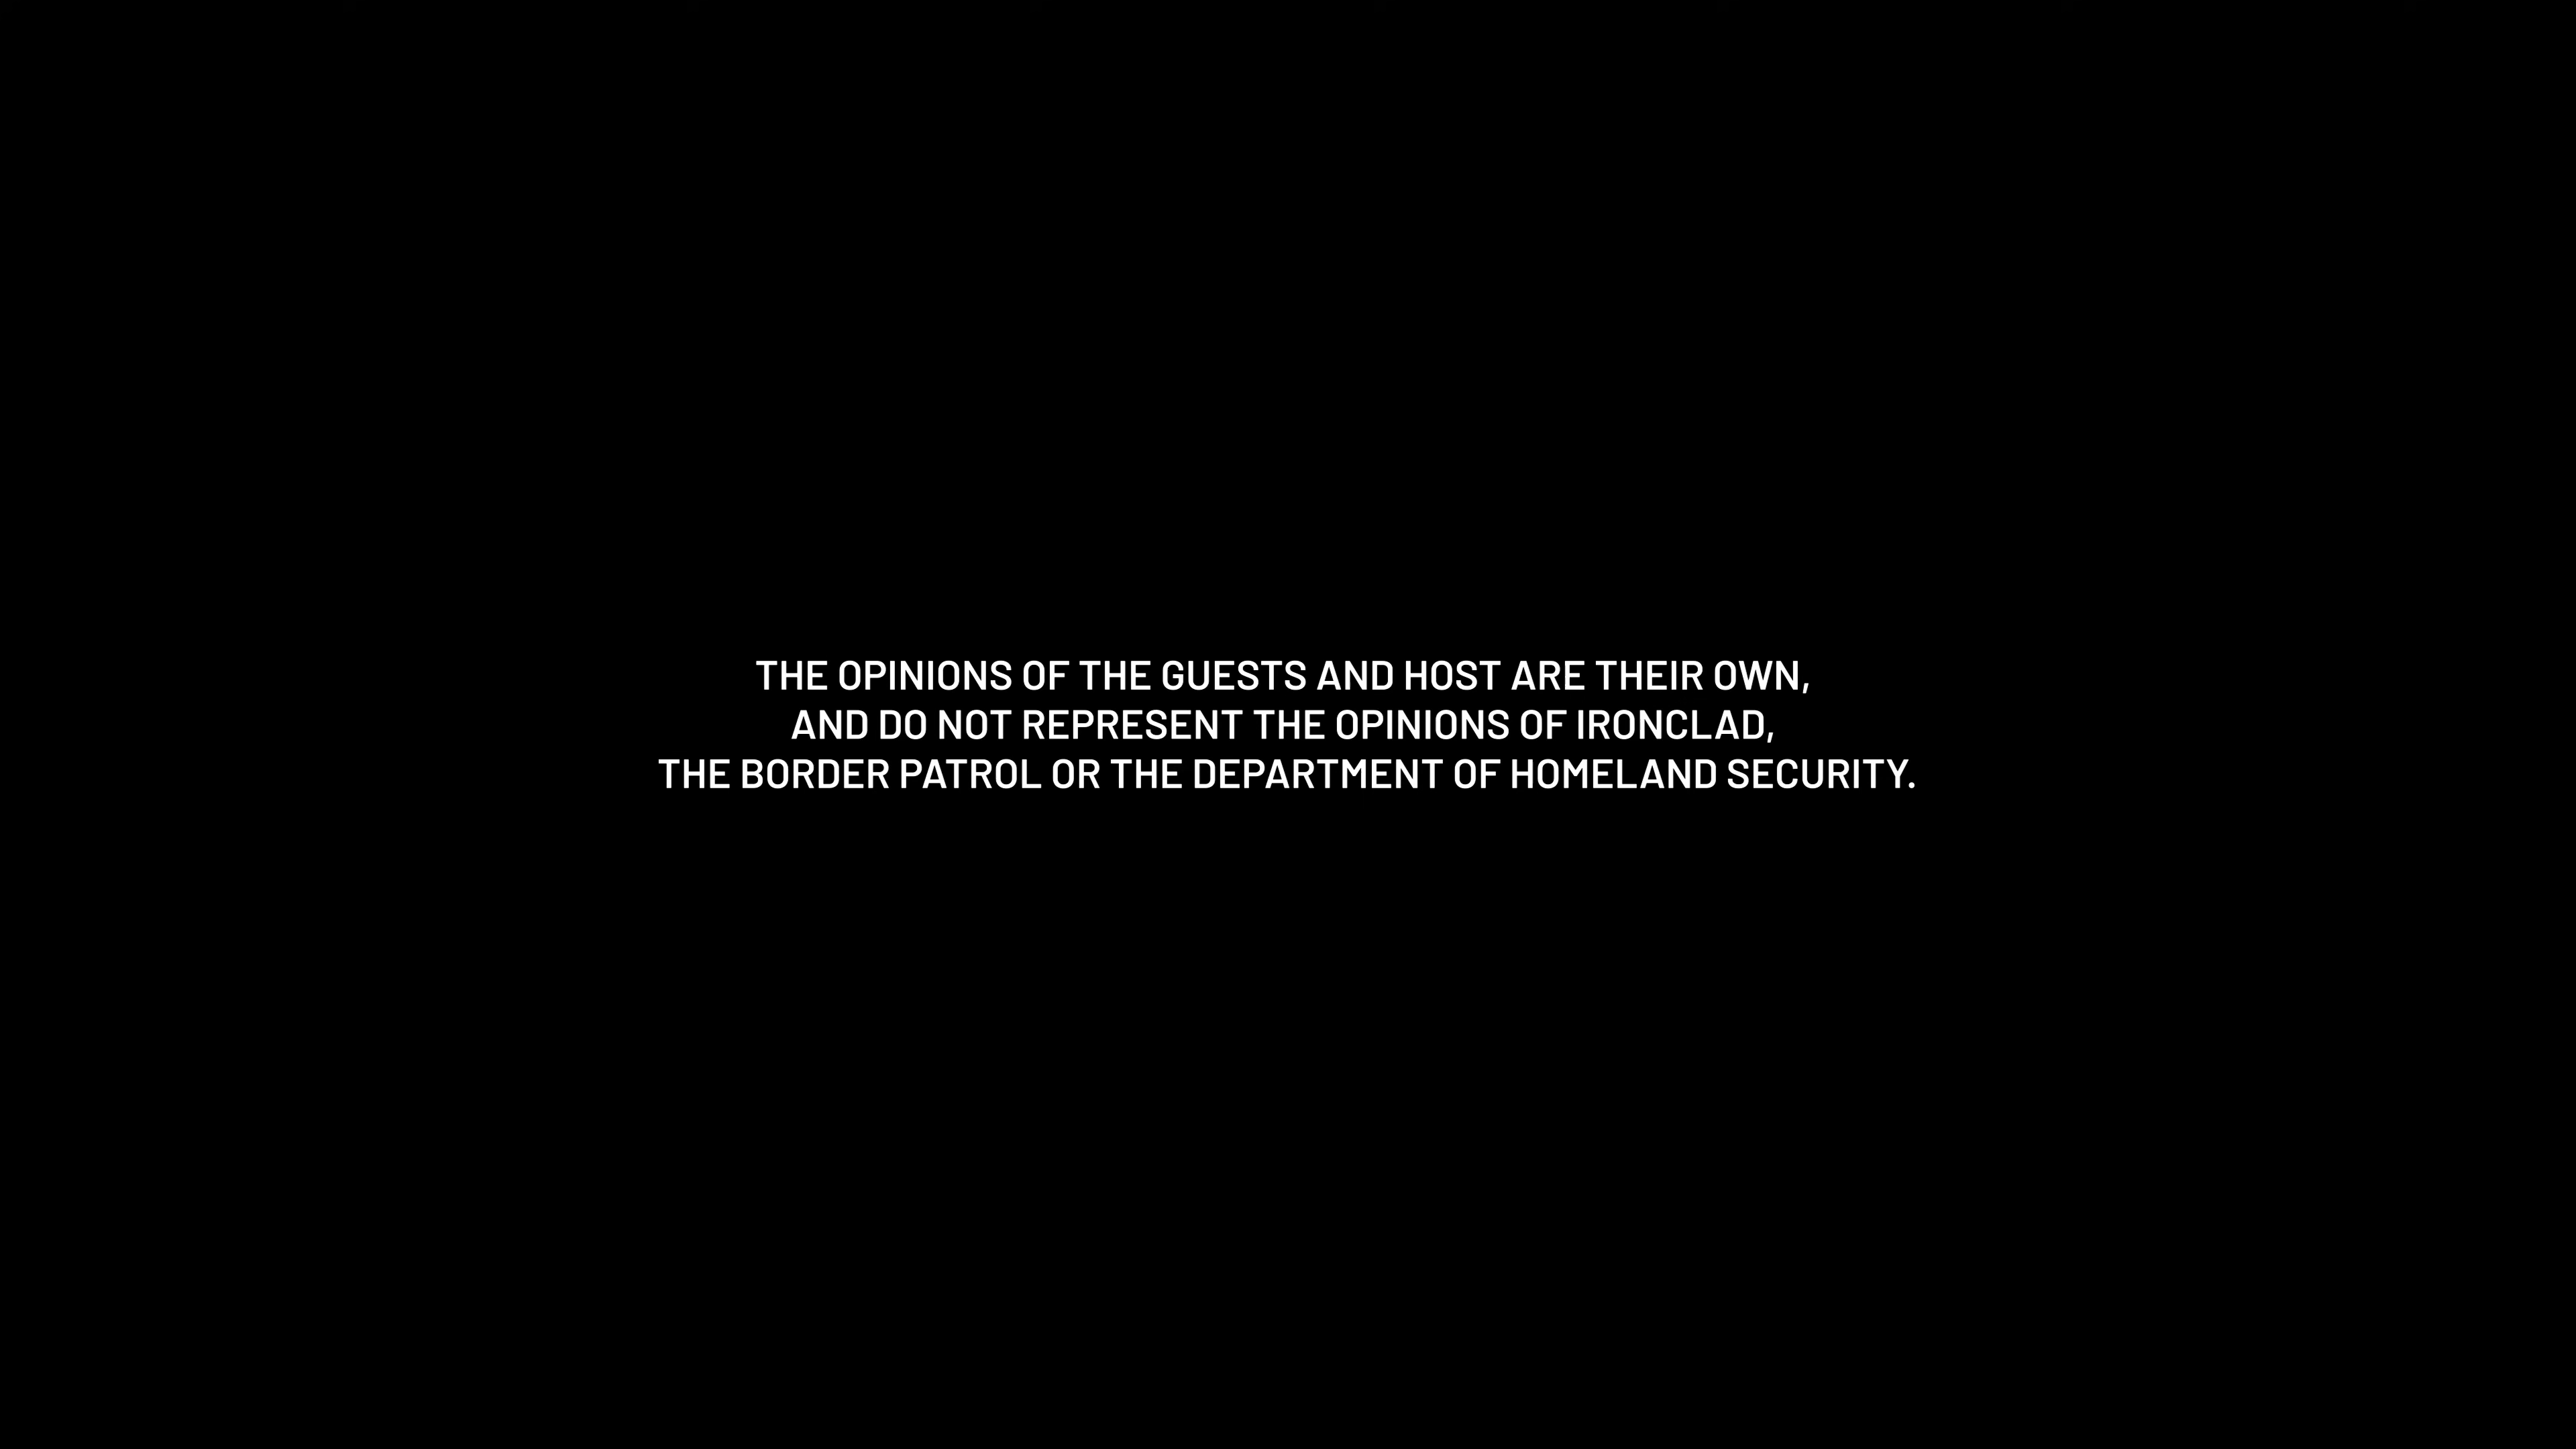 THE OPINIONS OF THE GUESTS AND HOST ARE THEIR OWN,
AND DO NOT REPRESENT THE OPINIONS OF IRONCLAD,
THE BORDER PATROL OR THE DEPARTMENT OF HOMELAND SECURITY.